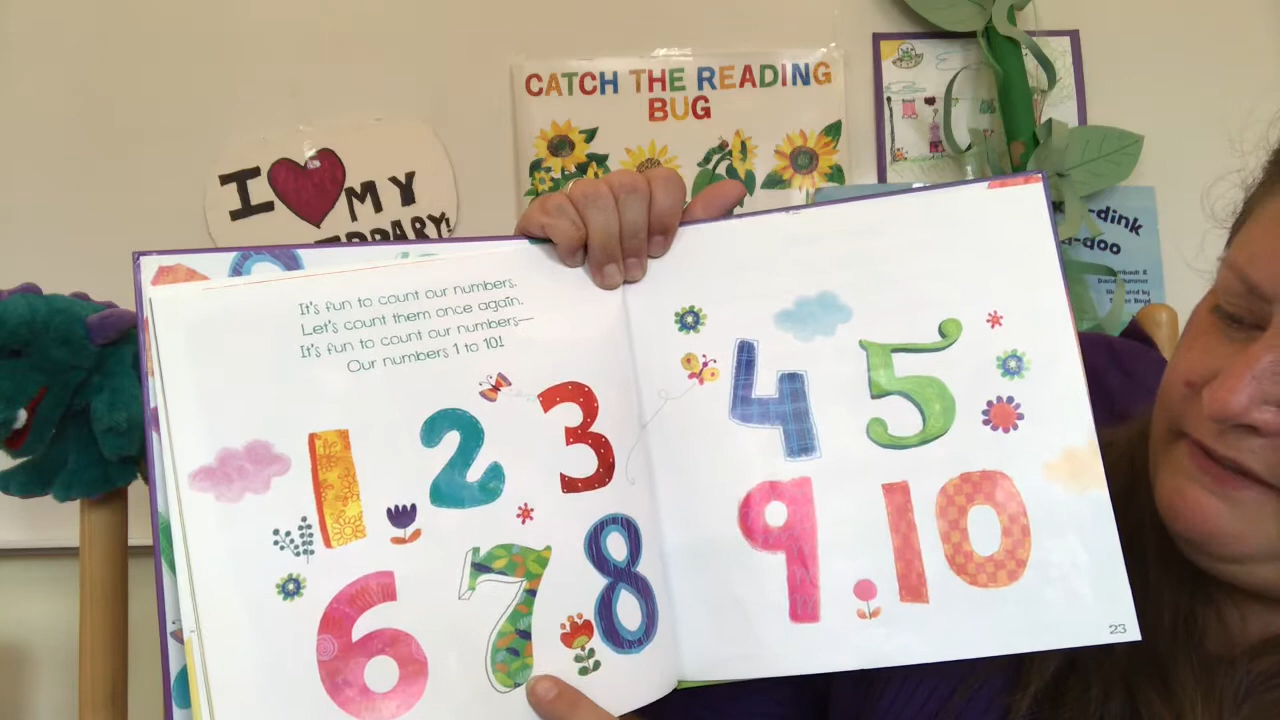 CATCH THE READING
BUG
I MY
-dink
-doo
It's fun to count our numbers.
Let's count them once again.
It's fun to count our numbers—
Our numbers 1 to 10!
1 2 3
4 5
6 7 8
9 10
23